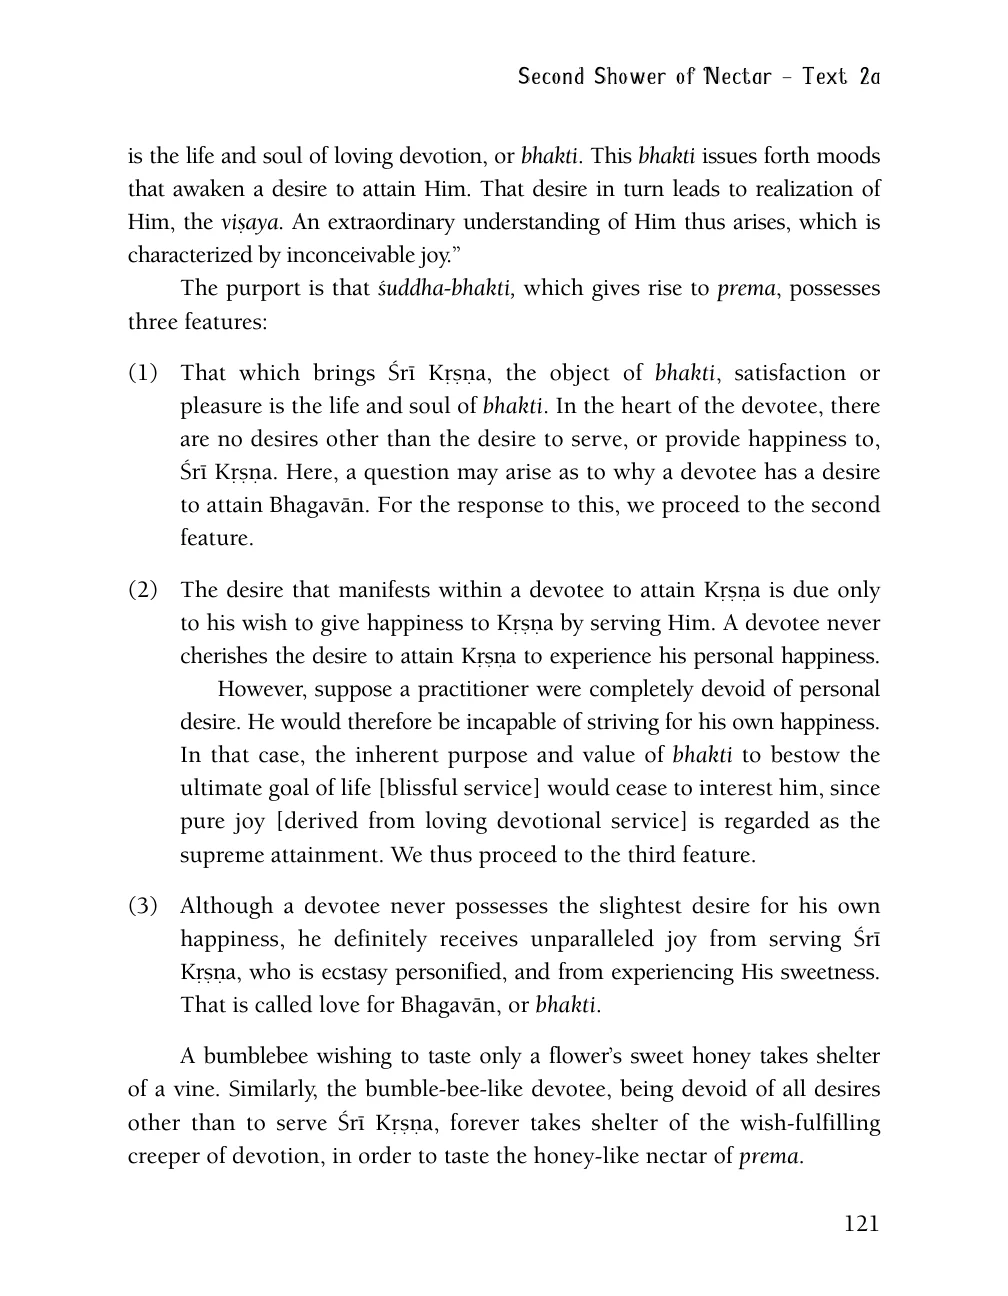 Second Shower of Nectar – Text 2a
is the life and soul of loving devotion, or bhakti. This bhakti issues forth moods
that awaken a desire to attain Him. That desire in turn leads to realization of
Him, the viṣaya. An extraordinary understanding of Him thus arises, which is
characterized by inconceivable joy.”
The purport is that śuddha-bhakti, which gives rise to prema, possesses
three features:
(1) That which brings Śrī Kṛṣṇa, the object of bhakti, satisfaction or
pleasure is the life and soul of bhakti. In the heart of the devotee, there
are no desires other than the desire to serve, or provide happiness to,
Śrī Kṛṣṇa. Here, a question may arise as to why a devotee has a desire
to attain Bhagavān. For the response to this, we proceed to the second
feature.
(2) The desire that manifests within a devotee to attain Kṛṣṇa is due only
to his wish to give happiness to Kṛṣṇa by serving Him. A devotee never
cherishes the desire to attain Kṛṣṇa to experience his personal happiness.
However, suppose a practitioner were completely devoid of personal
desire. He would therefore be incapable of striving for his own happiness.
In that case, the inherent purpose and value of bhakti to bestow the
ultimate goal of life [blissful service] would cease to interest him, since
pure joy [derived from loving devotional service] is regarded as the
supreme attainment. We thus proceed to the third feature.
(3) Although a devotee never possesses the slightest desire for his own
happiness, he definitely receives unparalleled joy from serving Śrī
Kṛṣṇa, who is ecstasy personified, and from experiencing His sweetness.
That is called love for Bhagavān, or bhakti.
A bumblebee wishing to taste only a flower’s sweet honey takes shelter
of a vine. Similarly, the bumble-bee-like devotee, being devoid of all desires
other than to serve Śrī Kṛṣṇa, forever takes shelter of the wish-fulfilling
creeper of devotion, in order to taste the honey-like nectar of prema.
121